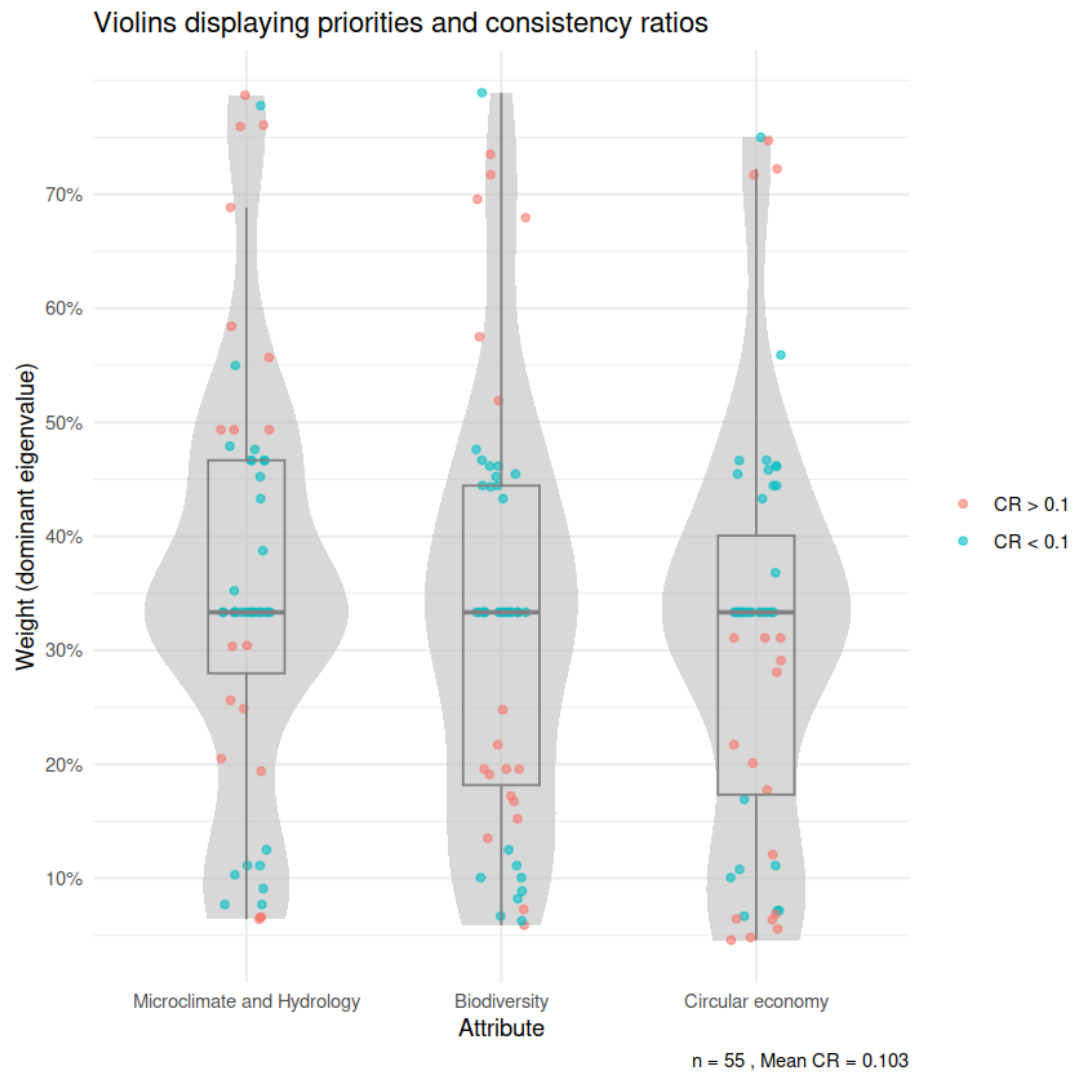 Violins displaying priorities and consistency ratios
Weight (dominant eigenvalue)
70%
60%
50%
40%
30%
20%
10%
CR > 0.1
CR < 0.1
Microclimate and Hydrology
Biodiversity
Circular economy
Attribute
n = 55 , Mean CR = 0.103